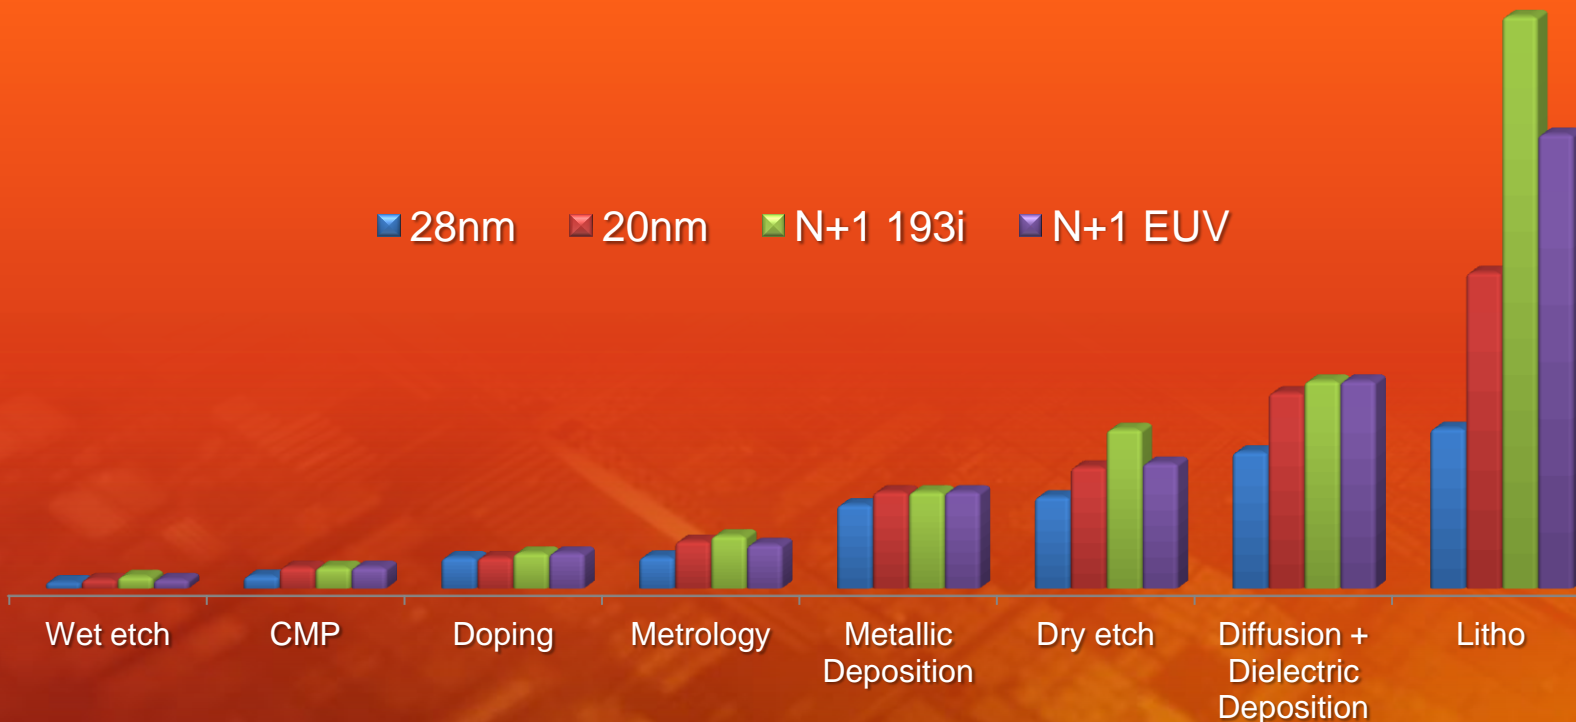 28nm 20nm N+1 193i N+1 EUV
Wet etch CMP Doping Metrology Metallic Dry etch Diffusion + Litho
Deposition Dielectric
Deposition